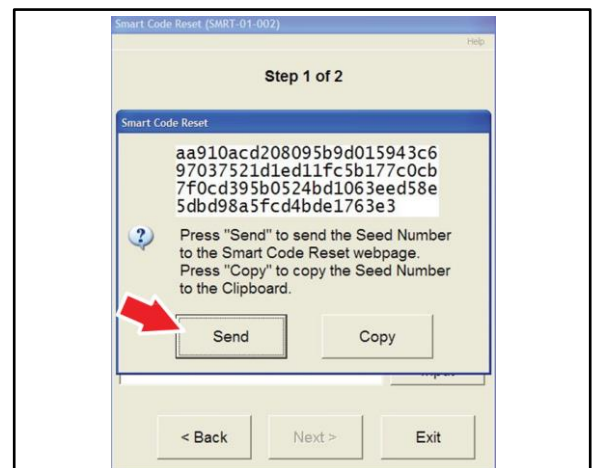 Smart Code Reset (SMRT-01-002)
Help
Step 1 of 2
Smart Code Reset
aa910acd208095b9d015943c6
97037521d1ed11fc5b177c0cb
7f0cd395b0524bd1063eed58e
5dbd98a5fcd4bde1763e3
Press "Send" to send the Seed Number
to the Smart Code Reset webpage.
Press "Copy" to copy the Seed Number
to the Clipboard.
Send Copy
< Back Next > Exit